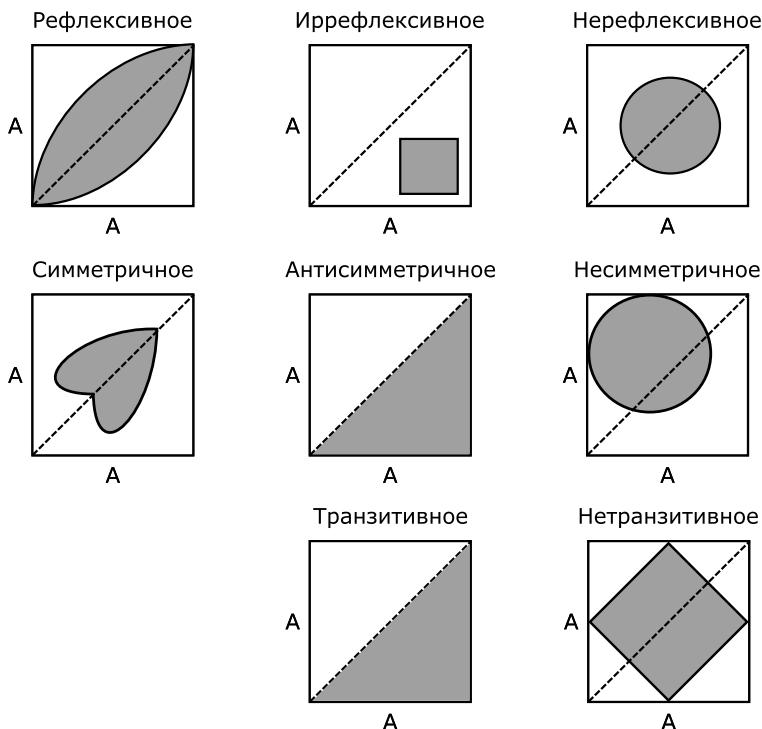 Рефлексивное
Иррефлексивное
Нерефлексивное
А
А
А
А
А
А
Симметричное
Антисимметричное
Несимметричное
А
А
А
А
А
А
Транзитивное
Нетранзитивное
А
А
А
А